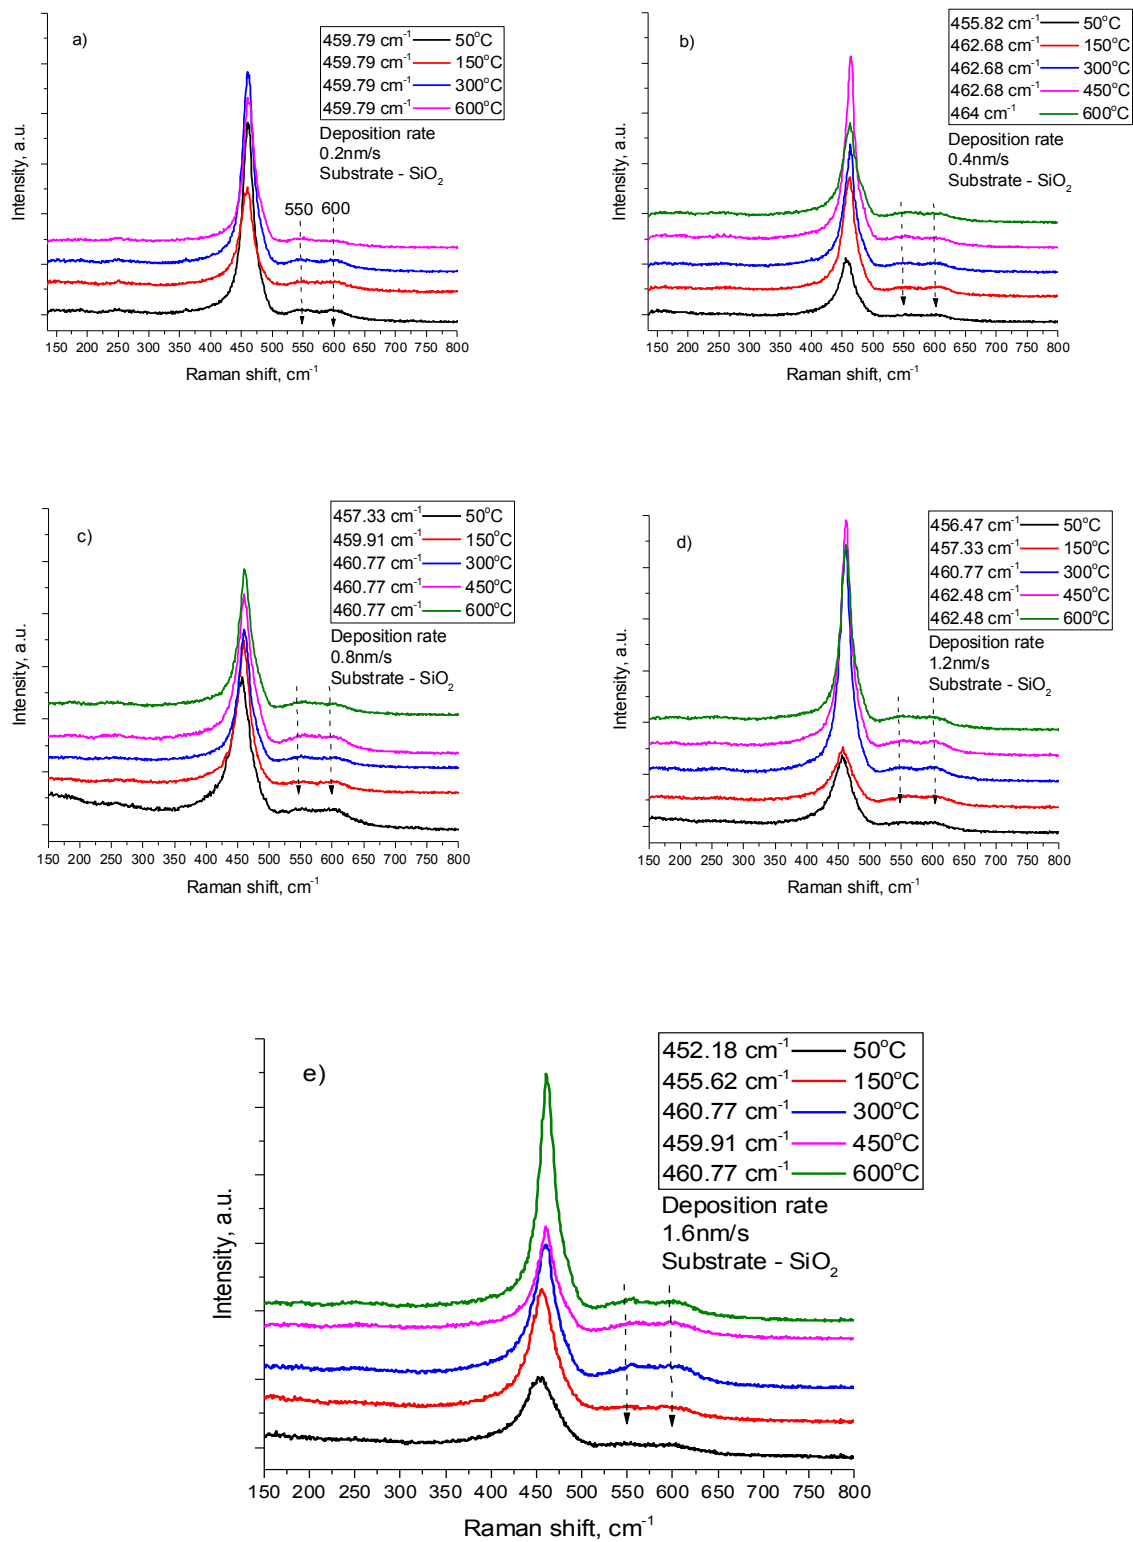 a)
459.79 cm⁻¹ 50°C
459.79 cm⁻¹ 150°C
459.79 cm⁻¹ 300°C
459.79 cm⁻¹ 600°C
Deposition rate
0.2nm/s
Substrate - SiO₂
550 600
Intensity, a.u.
150 200 250 300 350 400 450 500 550 600 650 700 750 800
Raman shift, cm⁻¹
b)
455.82 cm⁻¹ 50°C
462.68 cm⁻¹ 150°C
462.68 cm⁻¹ 300°C
462.68 cm⁻¹ 450°C
464 cm⁻¹ 600°C
Deposition rate
0.4nm/s
Substrate - SiO₂
Intensity, a.u.
150 200 250 300 350 400 450 500 550 600 650 700 750 800
Raman shift, cm⁻¹
c)
457.33 cm⁻¹ 50°C
459.91 cm⁻¹ 150°C
460.77 cm⁻¹ 300°C
460.77 cm⁻¹ 450°C
460.77 cm⁻¹ 600°C
Deposition rate
0.8nm/s
Substrate - SiO₂
Intensity, a.u.
150 200 250 300 350 400 450 500 550 600 650 700 750 800
Raman shift, cm⁻¹
d)
456.47 cm⁻¹ 50°C
457.33 cm⁻¹ 150°C
460.77 cm⁻¹ 300°C
462.48 cm⁻¹ 450°C
462.48 cm⁻¹ 600°C
Deposition rate
1.2nm/s
Substrate - SiO₂
Intensity, a.u.
150 200 250 300 350 400 450 500 550 600 650 700 750 800
Raman shift, cm⁻¹
e)
452.18 cm⁻¹ 50°C
455.62 cm⁻¹ 150°C
460.77 cm⁻¹ 300°C
459.91 cm⁻¹ 450°C
460.77 cm⁻¹ 600°C
Deposition rate
1.6nm/s
Substrate - SiO₂
Intensity, a.u.
150 200 250 300 350 400 450 500 550 600 650 700 750 800
Raman shift, cm⁻¹